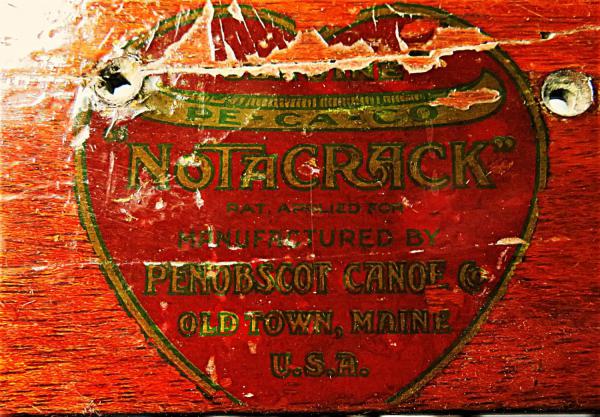 PE-CA-CO
"NOTACRACK"
PAT. APPLIED FOR
MANUFACTURED BY
PENOBSCOT CANOE Co
OLD TOWN, MAINE
U.S.A.